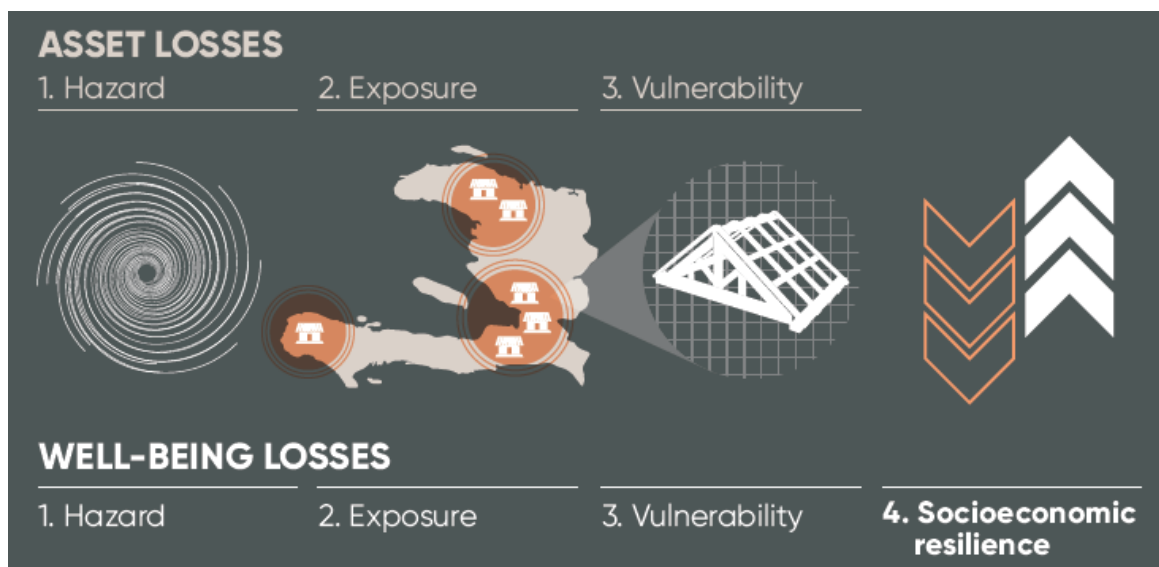 ASSET LOSSES
1. Hazard
2. Exposure
3. Vulnerability
WELL-BEING LOSSES
1. Hazard
2. Exposure
3. Vulnerability
4. Socioeconomic
resilience